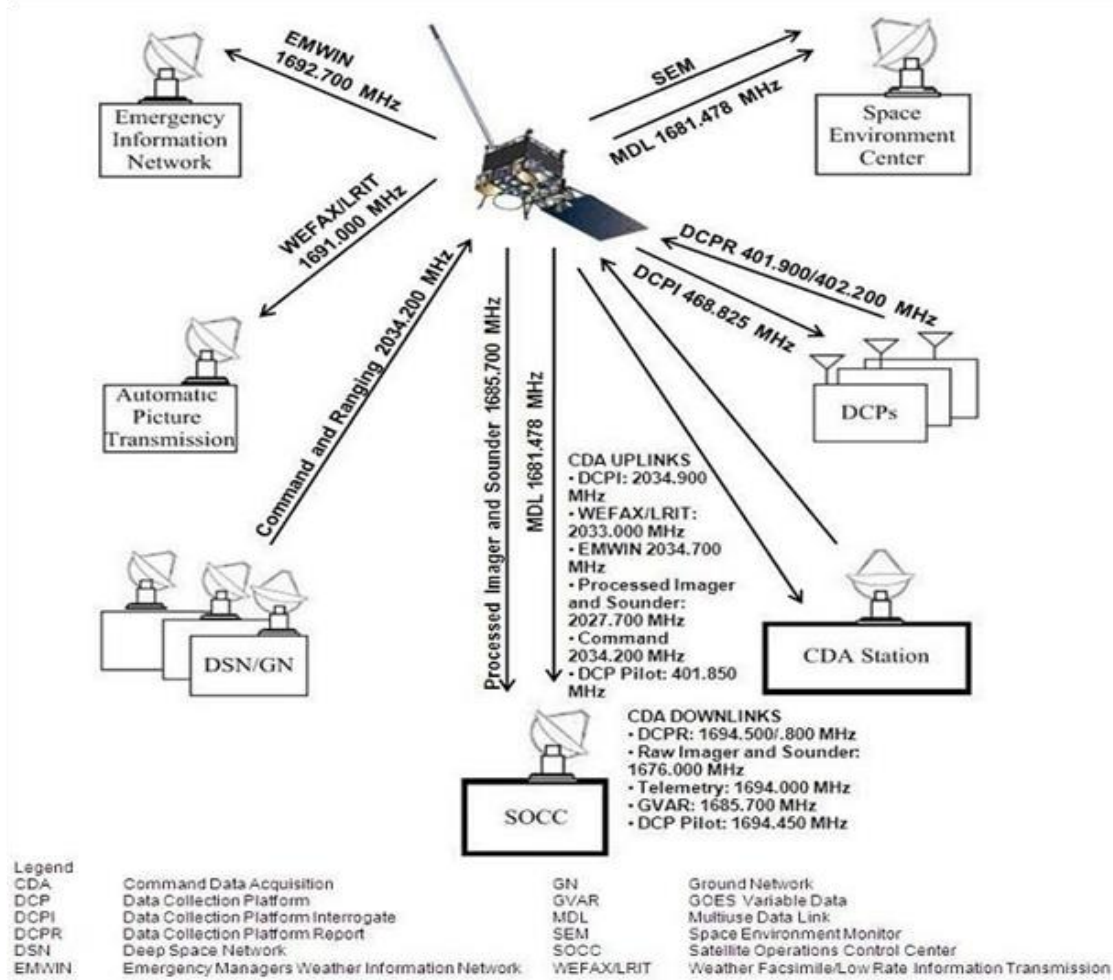 EMWIN
1692.700 MHz
SEM
MDL 1681.478 MHz
Emergency
Information
Network
Space
Environment
Center
WEFAX/LRIT
1691.000 MHz
DCPR 401.900/402.200 MHz
DCPI 468.825 MHz
Automatic
Picture
Transmission
DCPs
Command and Ranging 2034.200 MHz
Processed Imager and Sounder 1685.700 MHz
MDL 1681.478 MHz
CDA UPLINKS
• DCPI: 2034.900
MHz
• WEFAX/LRIT:
2033.000 MHz
• EMWIN 2034.700
MHz
• Processed Imager
and Sounder:
2027.700 MHz
• Command
2034.200 MHz
• DCP Pilot: 401.850
MHz
DSN/GN
CDA Station
CDA DOWNLINKS
• DCPR: 1694.500/.800 MHz
• Raw Imager and Sounder:
1676.000 MHz
• Telemetry: 1694.000 MHz
• GVAR: 1685.700 MHz
• DCP Pilot: 1694.450 MHz
SOCC
Legend
CDA Command Data Acquisition
DCP Data Collection Platform
DCPI Data Collection Platform Interrogate
DCPR Data Collection Platform Report
DSN Deep Space Network
EMWIN Emergency Managers Weather Information Network
GN Ground Network
GVAR GOES Variable Data
MDL Multiuse Data Link
SEM Space Environment Monitor
SOCC Satellite Operations Control Center
WEFAX/LRIT Weather Facsimile/Low Rate Information Transmission